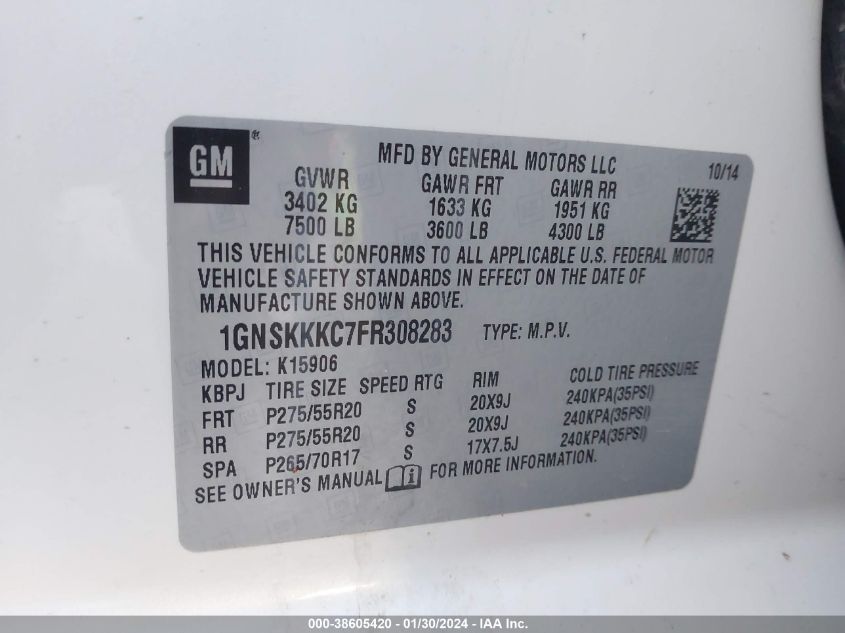 GM ®
MFD BY GENERAL MOTORS LLC 10/14
GVWR GAWR FRT GAWR RR
3402 KG 1633 KG 1951 KG
7500 LB 3600 LB 4300 LB
THIS VEHICLE CONFORMS TO ALL APPLICABLE U.S. FEDERAL MOTOR
VEHICLE SAFETY STANDARDS IN EFFECT ON THE DATE OF
MANUFACTURE SHOWN ABOVE.
1GNSKKKC7FR308283 TYPE: M.P.V.
MODEL: K15906
KBPJ TIRE SIZE SPEED RTG RIM COLD TIRE PRESSURE
FRT P275/55R20 S 20X9J 240KPA(35PSI)
RR P275/55R20 S 20X9J 240KPA(35PSI)
SPA P265/70R17 S 17X7.5J 240KPA(35PSI)
SEE OWNER'S MANUAL i FOR MORE INFORMATION.
000-38605420 - 01/30/2024 - IAA Inc.